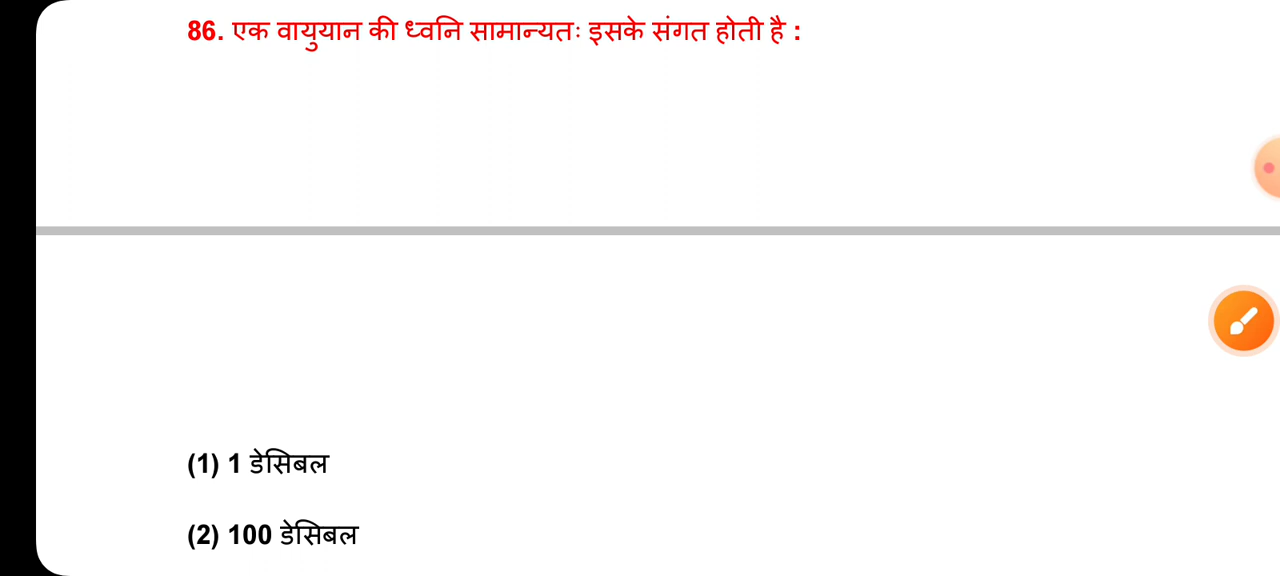 86. एक वायुयान की ध्वनि सामान्यतः इसके संगत होती है :
(1) 1 डेसिबल
(2) 100 डेसिबल